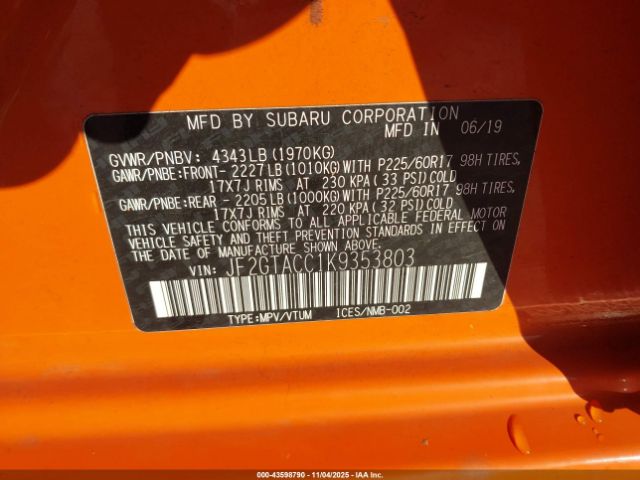 MFD BY SUBARU CORPORATION
MFD IN 06/19
GVWR/PNBV: 4343LB(1970KG)
GAWR/PNBE:FRONT- 2227LB(1010KG)WITH P225/60R17 98H TIRES,
17X7J RIMS AT 230 KPA(33 PSI)COLD
GAWR/PNBE:REAR - 2205LB(1000KG)WITH P225/60R17 98H TIRES,
17X7J RIMS AT 220 KPA(32 PSI)COLD
THIS VEHICLE CONFORMS TO ALL APPLICABLE FEDERAL MOTOR
VEHICLE SAFETY AND THEFT PREVENTION STANDARDS IN EFFECT ON
THE DATE OF MANUFACTURE SHOWN ABOVE.
VIN: JF2GTACC1K9353803
TYPE:MPV/VTUM 1CES/NMB-002
000-43598790 - 11/04/2025 - IAAI.COM